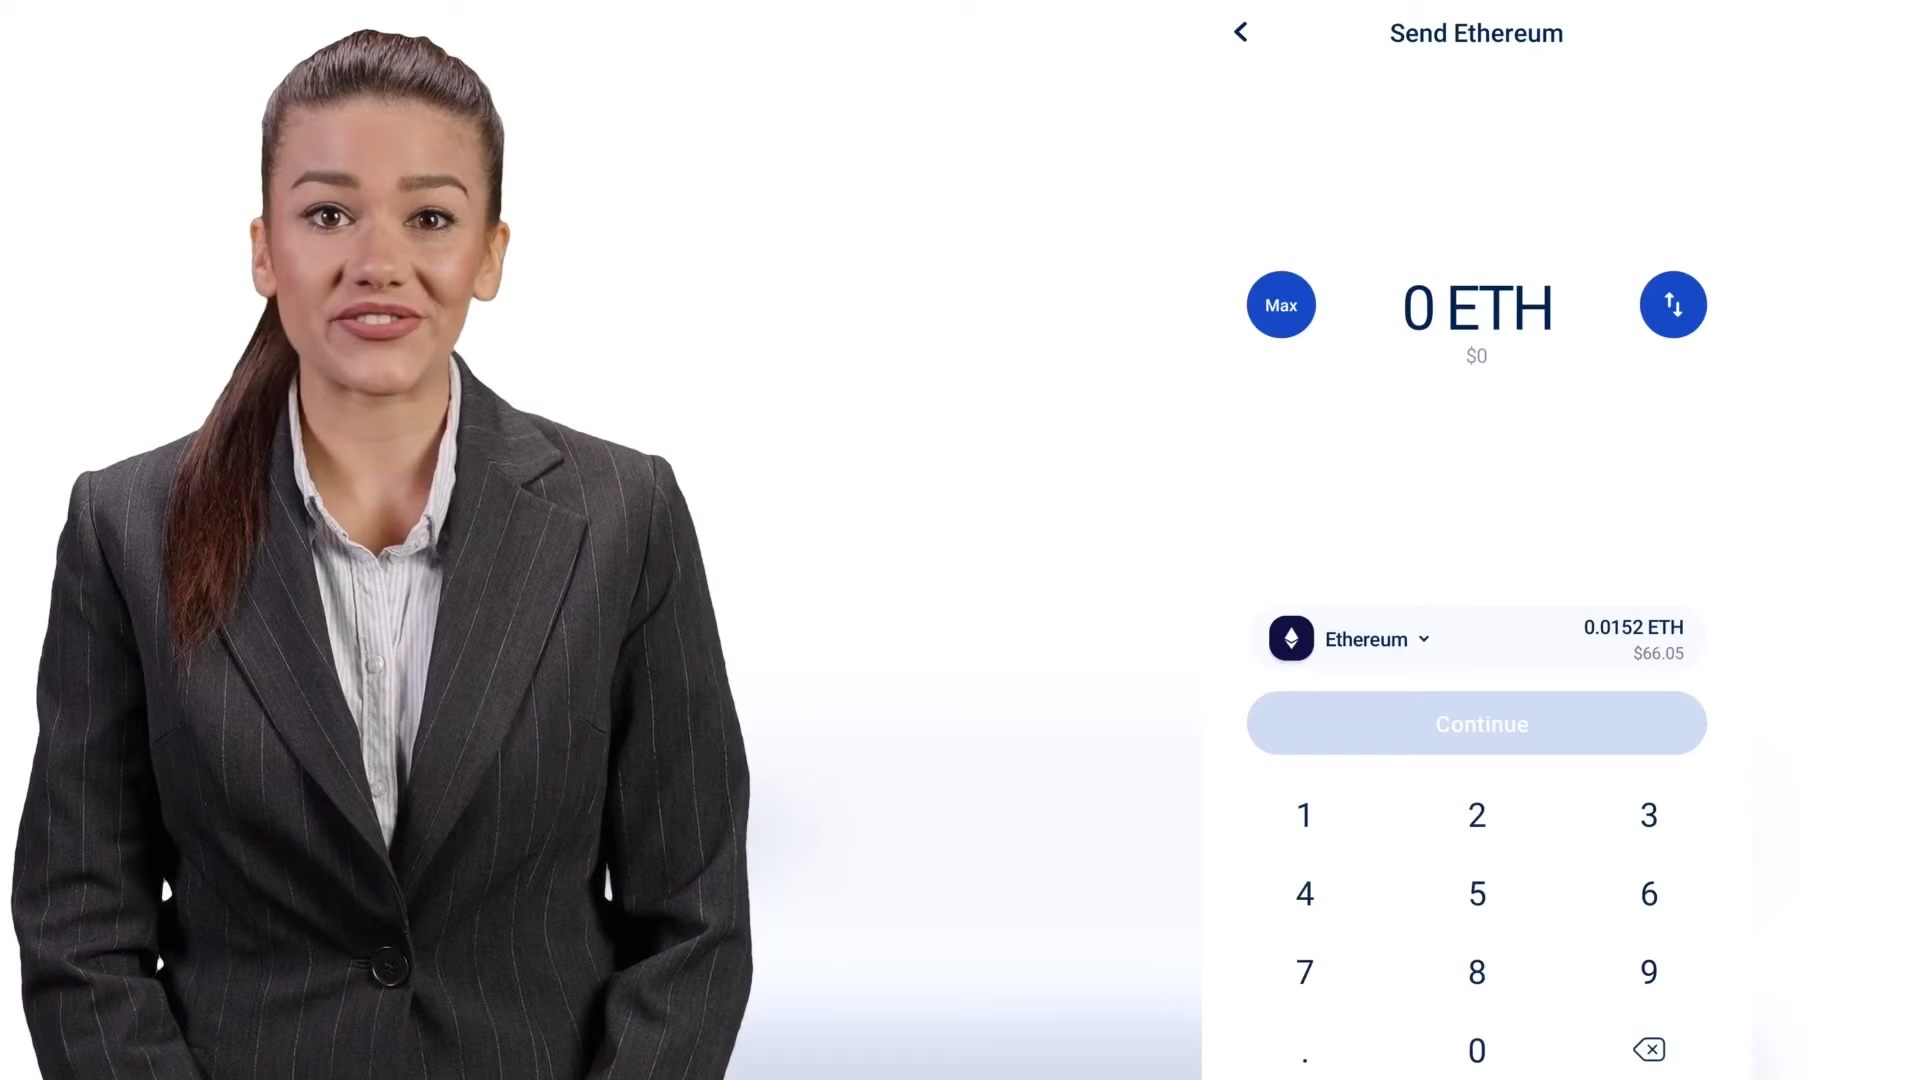 Send Ethereum
Max
0 ETH
$0
Ethereum
0.0152 ETH
$66.05
Continue
1 2 3
4 5 6
7 8 9
. 0